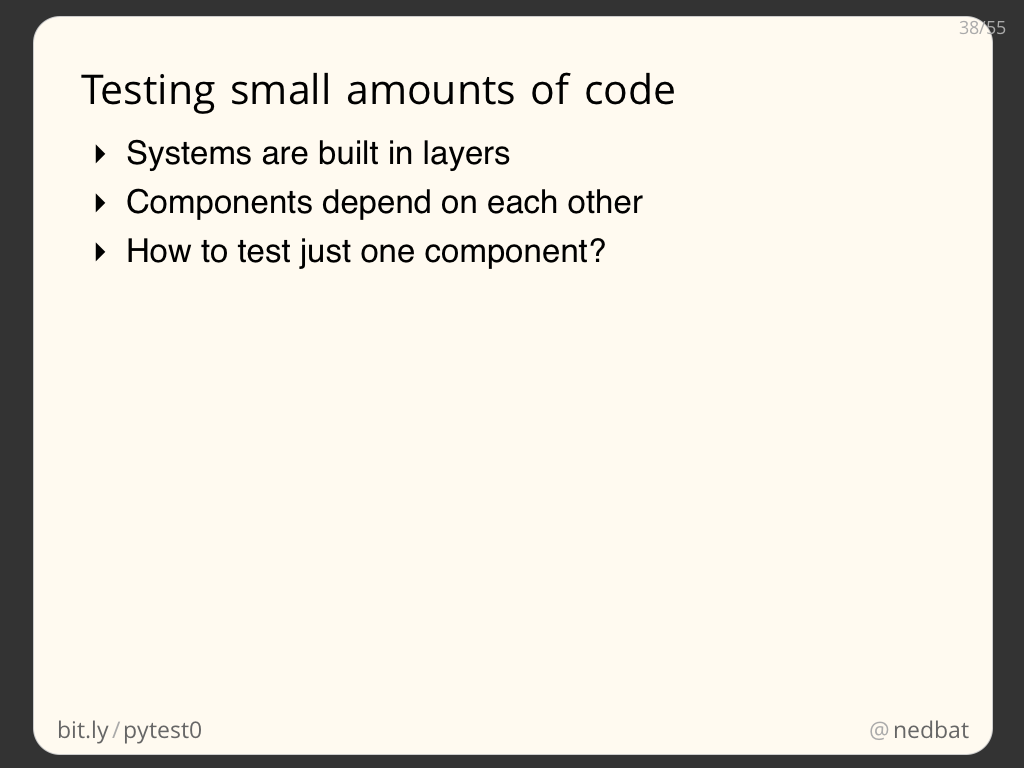 38/55
Testing small amounts of code
Systems are built in layers
Components depend on each other
How to test just one component?
bit.ly/pytest0
@nedbat